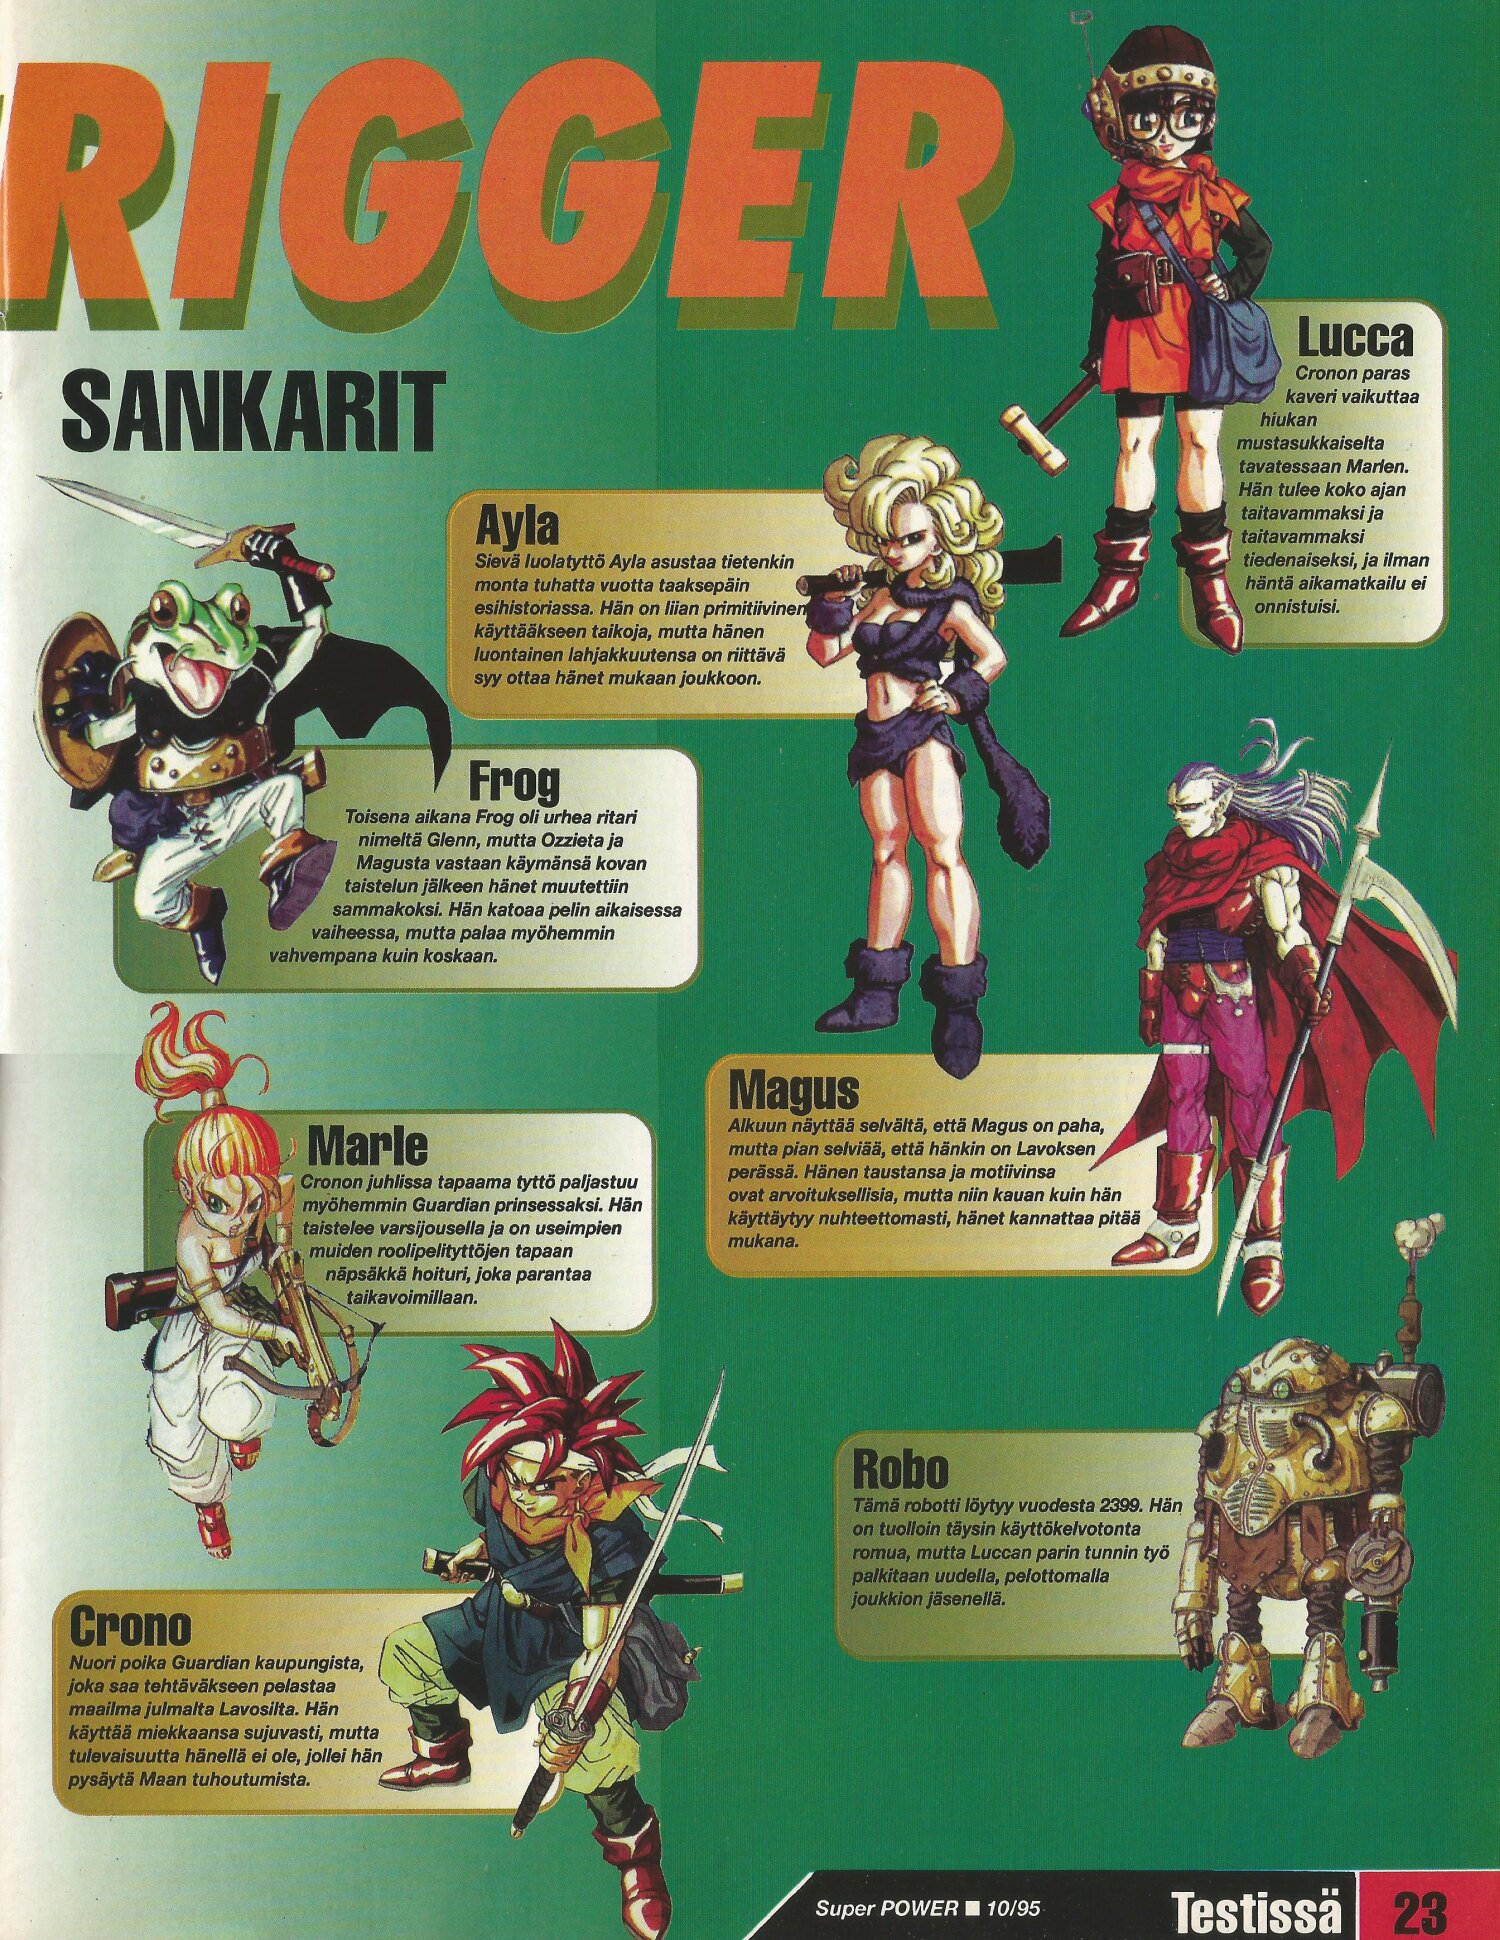 RIGGER
SANKARIT
Lucca
Cronon paras
kaveri vaikuttaa
hiukan
mustasukkaiselta
tavatessaan Marlen.
Hän tulee koko ajan
taitavammaksi ja
taitavammaksi
tiedenaiseksi, ja ilman
häntä aikamatkailu ei
onnistuisi.
Ayla
Sievä luolatyttö Ayla asustaa tietenkin
monta tuhatta vuotta taaksepäin
esihistoriassa. Hän on liian primitiivinen
käyttääkseen taikoja, mutta hänen
luontainen lahjakkuutensa on riittävä
syy ottaa hänet mukaan joukkoon.
Frog
Toisena aikana Frog oli urhea ritari
nimeltä Glenn, mutta Ozzieta ja
Magusta vastaan käymänsä kovan
taistelun jälkeen hänet muutettiin
sammakoksi. Hän katoaa pelin aikaisessa
vaiheessa, mutta palaa myöhemmin
vahvempana kuin koskaan.
Magus
Alkuun näyttää selvältä, että Magus on paha,
mutta pian selviää, että hänkin on Lavoksen
perässä. Hänen taustansa ja motiivinsa
ovat arvoituksellisia, mutta niin kauan kuin hän
käyttäytyy nuhteettomasti, hänet kannattaa pitää
mukana.
Marle
Cronon juhlissa tapaama tyttö paljastuu
myöhemmin Guardian prinsessaksi. Hän
taistelee varsijousella ja on useimpien
muiden roolipelityttöjen tapaan
näpsäkkä hoituri, joka parantaa
taikavoimillaan.
Robo
Tämä robotti löytyy vuodesta 2399. Hän
on tuolloin täysin käyttökelvotonta
romua, mutta Luccan parin tunnin työ
palkitaan uudella, pelottomalla
joukkion jäsenellä.
Crono
Nuori poika Guardian kaupungista,
joka saa tehtäväkseen pelastaa
maailma julmalta Lavosilta. Hän
käyttää miekkaansa sujuvasti, mutta
tulevaisuutta hänellä ei ole, jollei hän
pysäytä Maan tuhoutumista.
Super POWER ■ 10/95
Testissä
23